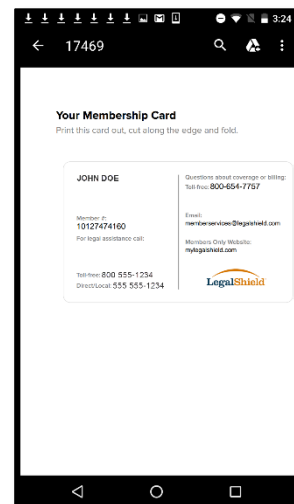 3:24
17469
Your Membership Card
Print this card out, cut along the edge and fold.
JOHN DOE
Member #:
10127474160
For legal assistance call:
Toll-free: 800 555-1234
Direct/Local: 555 555-1234
Questions about coverage or billing:
Toll-free: 800-654-7757
Email:
memberservices@legalshield.com
Members Only Website:
mylegalshield.com
LegalShield